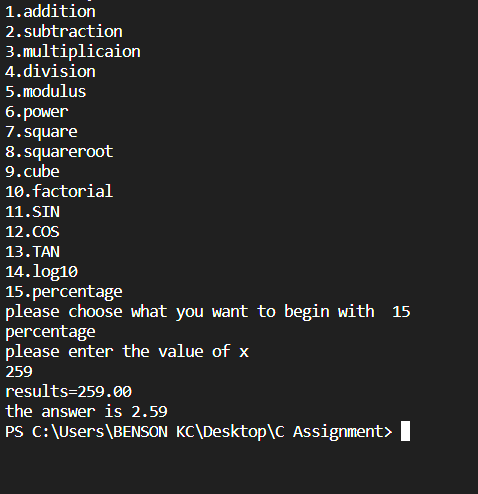 1.addition
2.subtraction
3.multiplicaion
4.division
5.modulus
6.power
7.square
8.squareroot
9.cube
10.factorial
11.SIN
12.COS
13.TAN
14.log10
15.percentage
please choose what you want to begin with  15
percentage
please enter the value of x
259
results=259.00
the answer is 2.59
PS C:\Users\BENSON KC\Desktop\C Assignment>